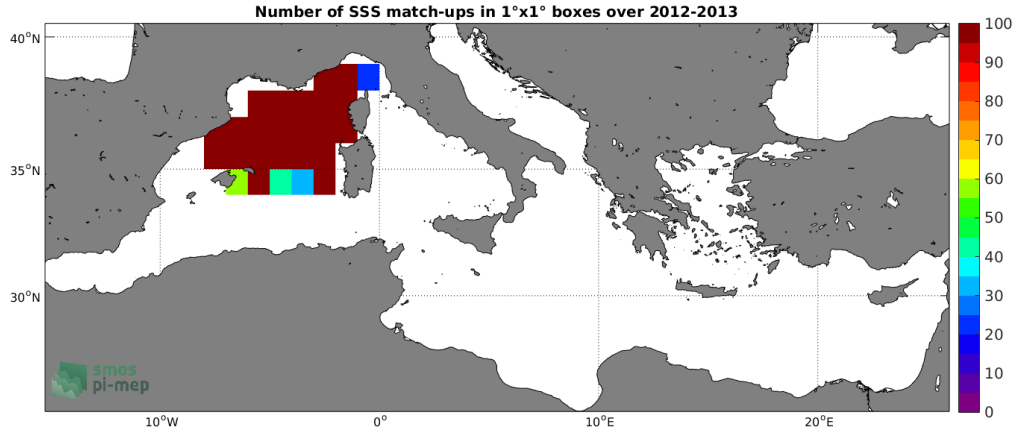 Number of SSS match-ups in 1°x1° boxes over 2012-2013
40°N
35°N
30°N
10°W
0°
10°E
20°E
100
90
80
70
60
50
40
30
20
10
0
smos
pi-mep